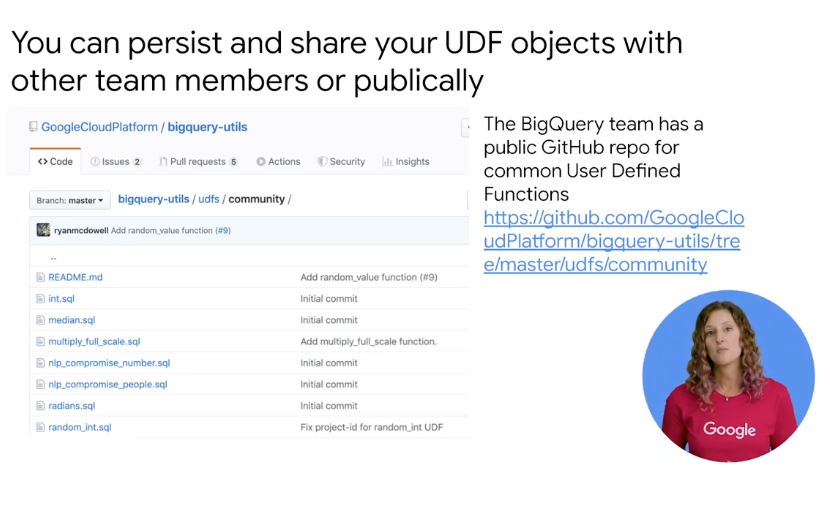 You can persist and share your UDF objects with
other team members or publically
GoogleCloudPlatform / bigquery-utils
<> Code
Issues 2
Pull requests 5
Actions
Security
Insights
Branch: master
bigquery-utils / udfs / community /
ryanmcdowell Add random_value function (#9)
..
README.md Add random_value function (#9)
int.sql Initial commit
median.sql Initial commit
multiply_full_scale.sql Add multiply_full_scale function.
nlp_compromise_number.sql Initial commit
nlp_compromise_people.sql Initial commit
radians.sql Initial commit
random_int.sql Fix project-id for random_int UDF
The BigQuery team has a
public GitHub repo for
common User Defined
Functions
https://github.com/GoogleClo
udPlatform/bigquery-utils/tre
e/master/udfs/community
Google